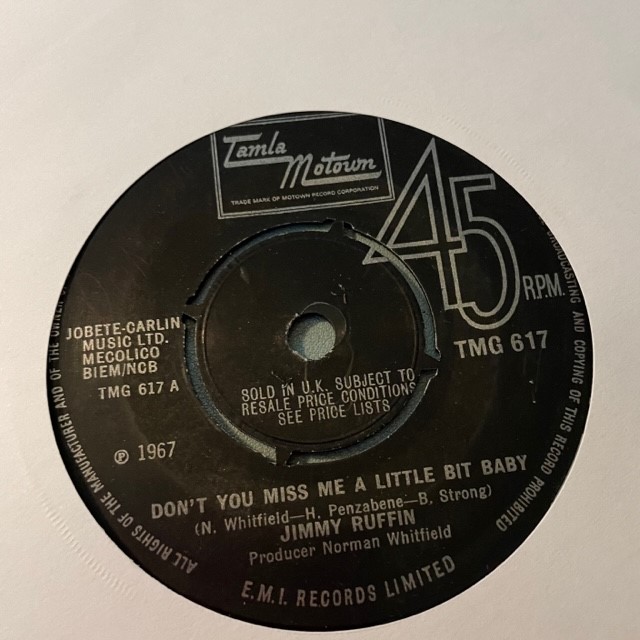 Tamla
Motown
TRADE MARK OF MOTOWN RECORD CORPORATION
45
R.P.M.
TMG 617
JOBETE-CARLIN
MUSIC LTD.
MECOLICO
BIEM/NCB
TMG 617 A
SOLD IN U.K. SUBJECT TO
RESALE PRICE CONDITIONS
SEE PRICE LISTS
℗ 1967
DON'T YOU MISS ME A LITTLE BIT BABY
(N. Whitfield—H. Penzabene—B. Strong)
JIMMY RUFFIN
Producer Norman Whitfield
E.M.I. RECORDS LIMITED
ALL RIGHTS OF THE MANUFACTURER AND OF THE OWNER
BROADCASTING AND COPYING OF THIS RECORD PROHIBITED